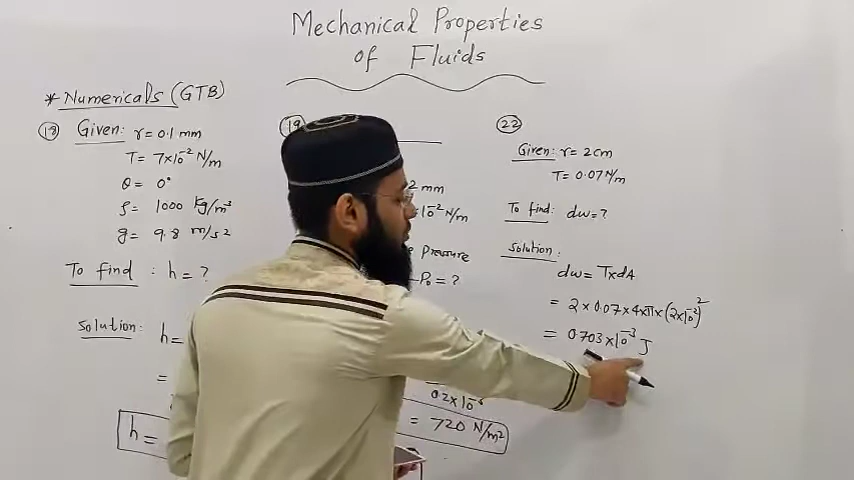 Mechanical Properties
of Fluids
* Numericals (GTB)
18 Given: r = 0.1 mm
T = 7×10⁻² N/m
θ = 0°
ρ = 1000 Kg/m³
g = 9.8 m/s²
To find : h = ?
Solution: h =
=
h =
19
2 mm
×10⁻² N/m
Pressure
-P₀ = ?
0.2×10⁻³
= 720 N/m²
22
Given: r = 2cm
T = 0.07 N/m
To find: dw = ?
Solution:
dw = T×dA
= 2×0.07×4×π×(2×10⁻²)²
= 0.703×10⁻³ J